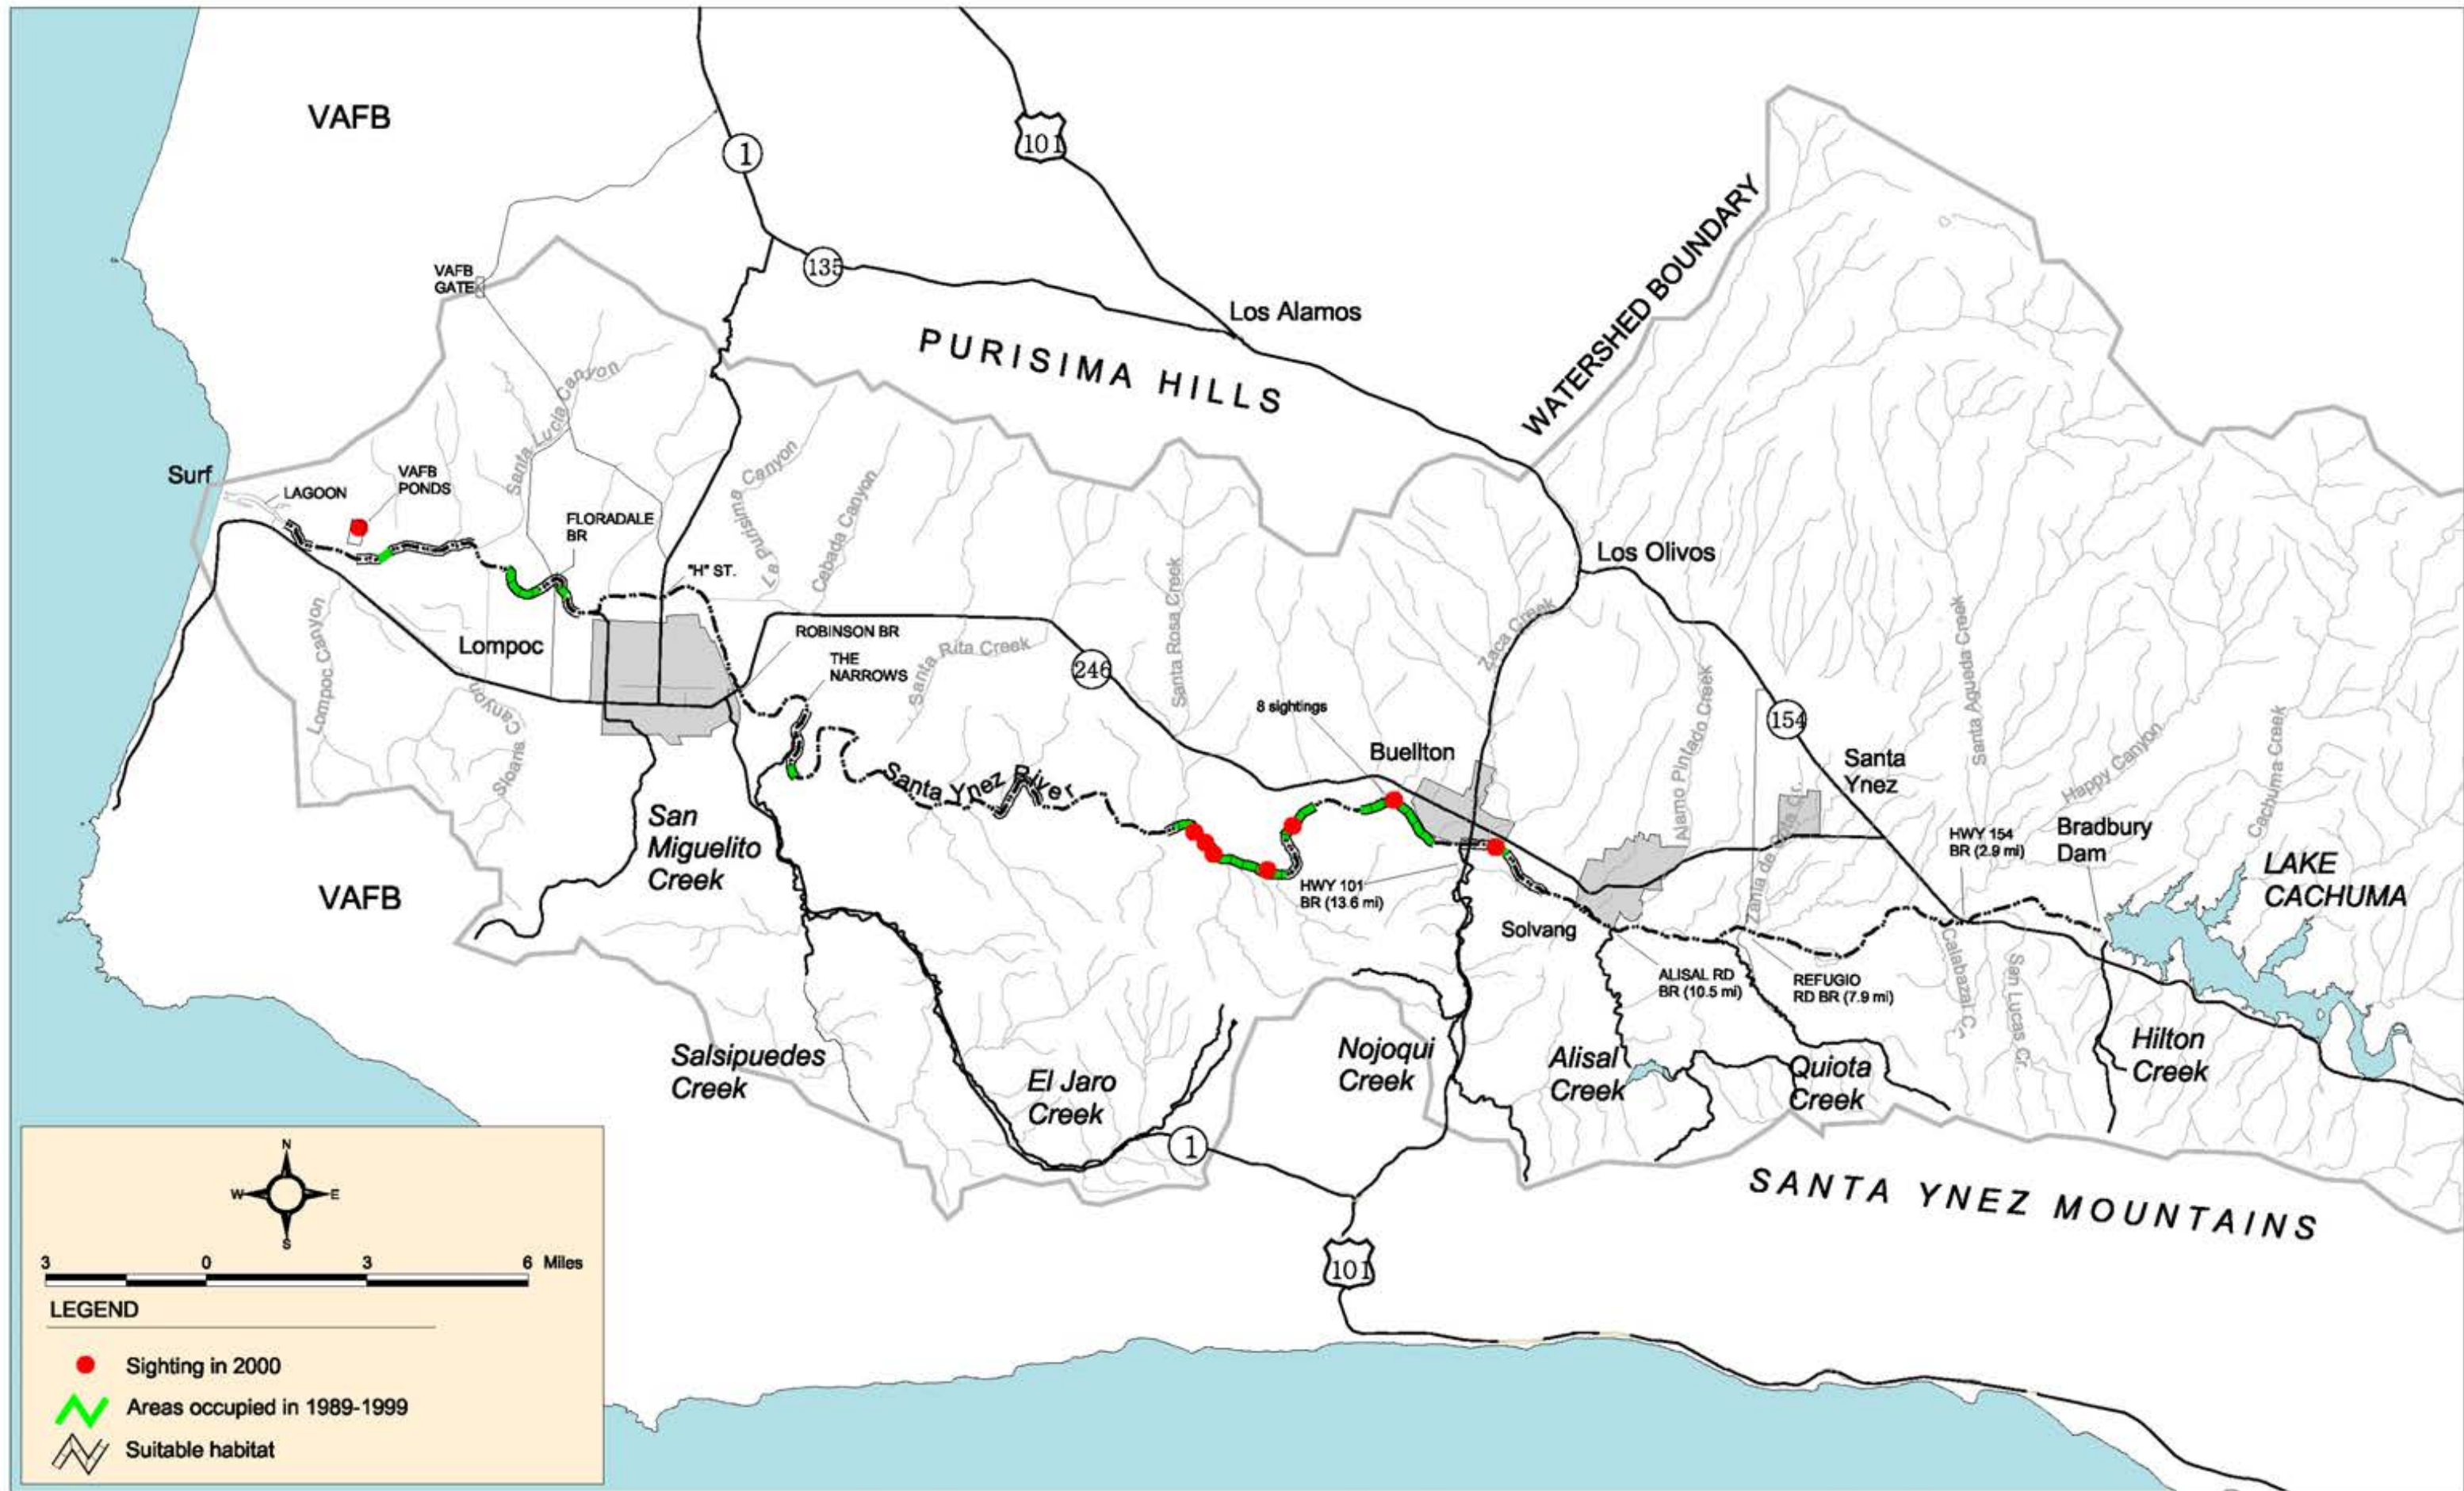 VAFB
1
101
WATERSHED BOUNDARY
VAFB
GATE
135
Los Alamos
PURISIMA HILLS
Santa Lucia Canyon
Surf
LAGOON
VAFB
PONDS
La Purisima Canyon
Cebada Canyon
FLORADALE
BR
"H" ST.
Los Olivos
Lompoc Canyon
Lompoc
ROBINSON BR
THE
NARROWS
Santa Rita Creek
246
Santa Rosa Creek
Zaca Creek
Alamo Pintado Creek
Santa Agueda Creek
154
8 sightings
Buellton
Santa
Ynez
Happy Canyon
Cachuma Creek
Sloans Canyon
Santa Ynez River
San
Miguelito
Creek
HWY 154
BR (2.9 mi)
Bradbury
Dam
LAKE
CACHUMA
VAFB
HWY 101
BR (13.6 mi)
Solvang
ALISAL RD
BR (10.5 mi)
REFUGIO
RD BR (7.9 mi)
Calabazal C.
San Lucas Cr.
Salsipuedes
Creek
El Jaro
Creek
Nojoqui
Creek
Alisal
Creek
Quiota
Creek
Hilton
Creek
1
SANTA YNEZ MOUNTAINS
101
N
W E
S
3 0 3 6 Miles
LEGEND
Sighting in 2000
Areas occupied in 1989-1999
Suitable habitat